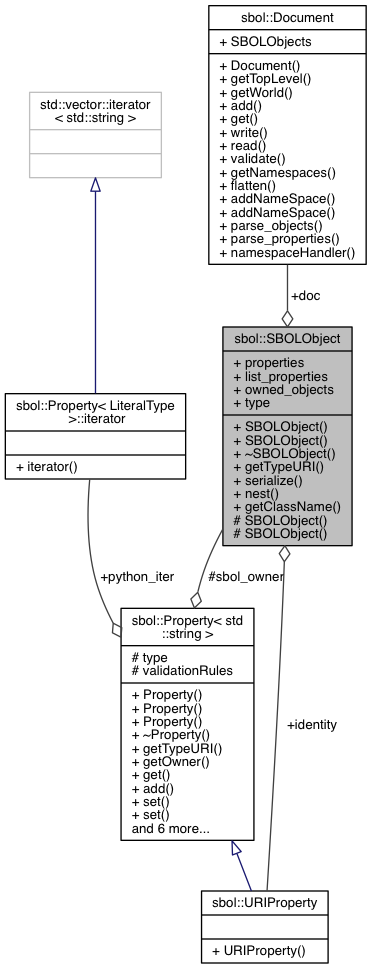 sbol::Document
+ SBOLObjects
+ Document()
+ getTopLevel()
+ getWorld()
+ add()
+ get()
+ write()
+ read()
+ validate()
+ getNamespaces()
+ flatten()
+ addNameSpace()
+ addNameSpace()
+ parse_objects()
+ parse_properties()
+ namespaceHandler()
std::vector::iterator
< std::string >
+doc
sbol::SBOLObject
+ properties
+ list_properties
+ owned_objects
+ type
+ SBOLObject()
+ SBOLObject()
+ ~SBOLObject()
+ getTypeURI()
+ serialize()
+ nest()
+ getClassName()
# SBOLObject()
# SBOLObject()
sbol::Property< LiteralType
>::iterator
+ iterator()
+python_iter
#sbol_owner
sbol::Property< std
::string >
# type
# validationRules
+ Property()
+ Property()
+ Property()
+ ~Property()
+ getTypeURI()
+ getOwner()
+ get()
+ add()
+ set()
+ set()
and 6 more...
+identity
sbol::URIProperty
+ URIProperty()